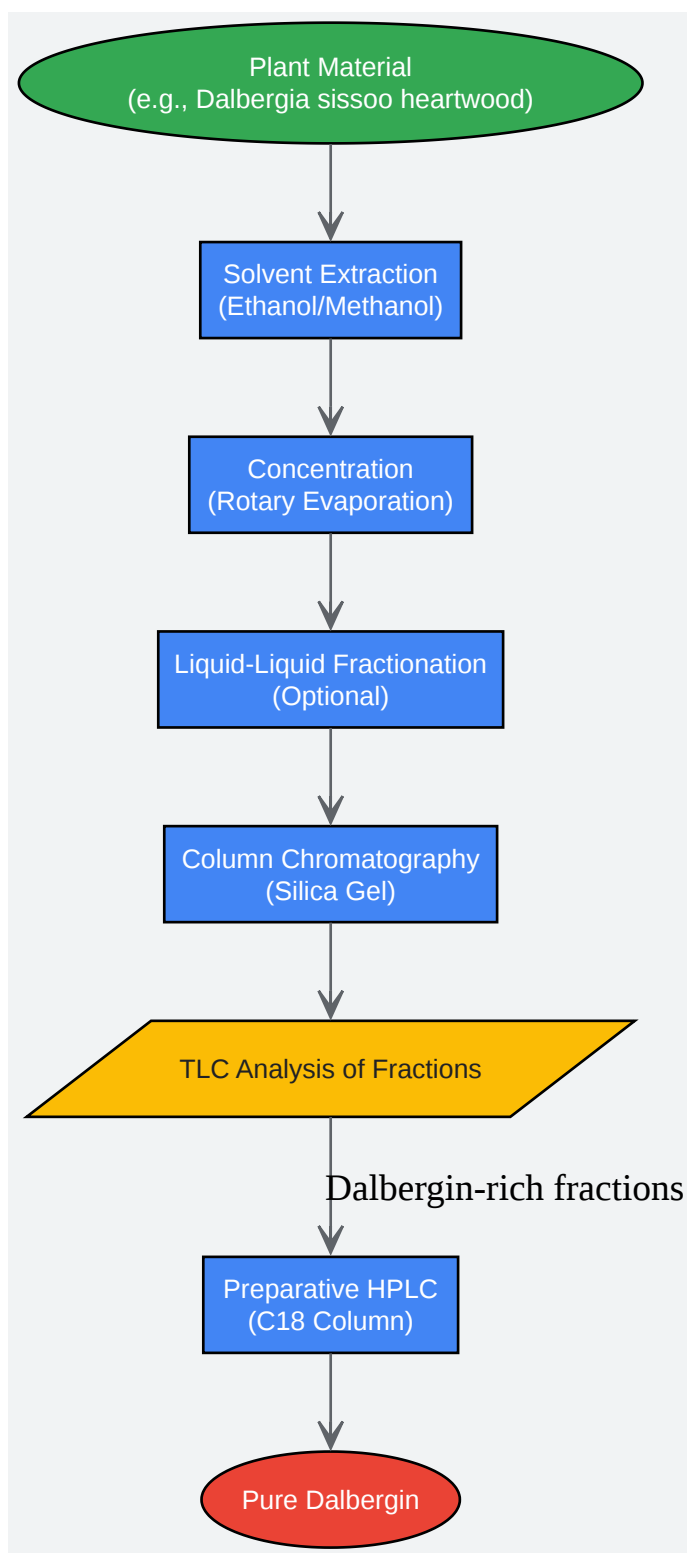 Plant Material
(e.g., Dalbergia sissoo heartwood)
Solvent Extraction
(Ethanol/Methanol)
Concentration
(Rotary Evaporation)
Liquid-Liquid Fractionation
(Optional)
Column Chromatography
(Silica Gel)
TLC Analysis of Fractions
Dalbergin-rich fractions
Preparative HPLC
(C18 Column)
Pure Dalbergin